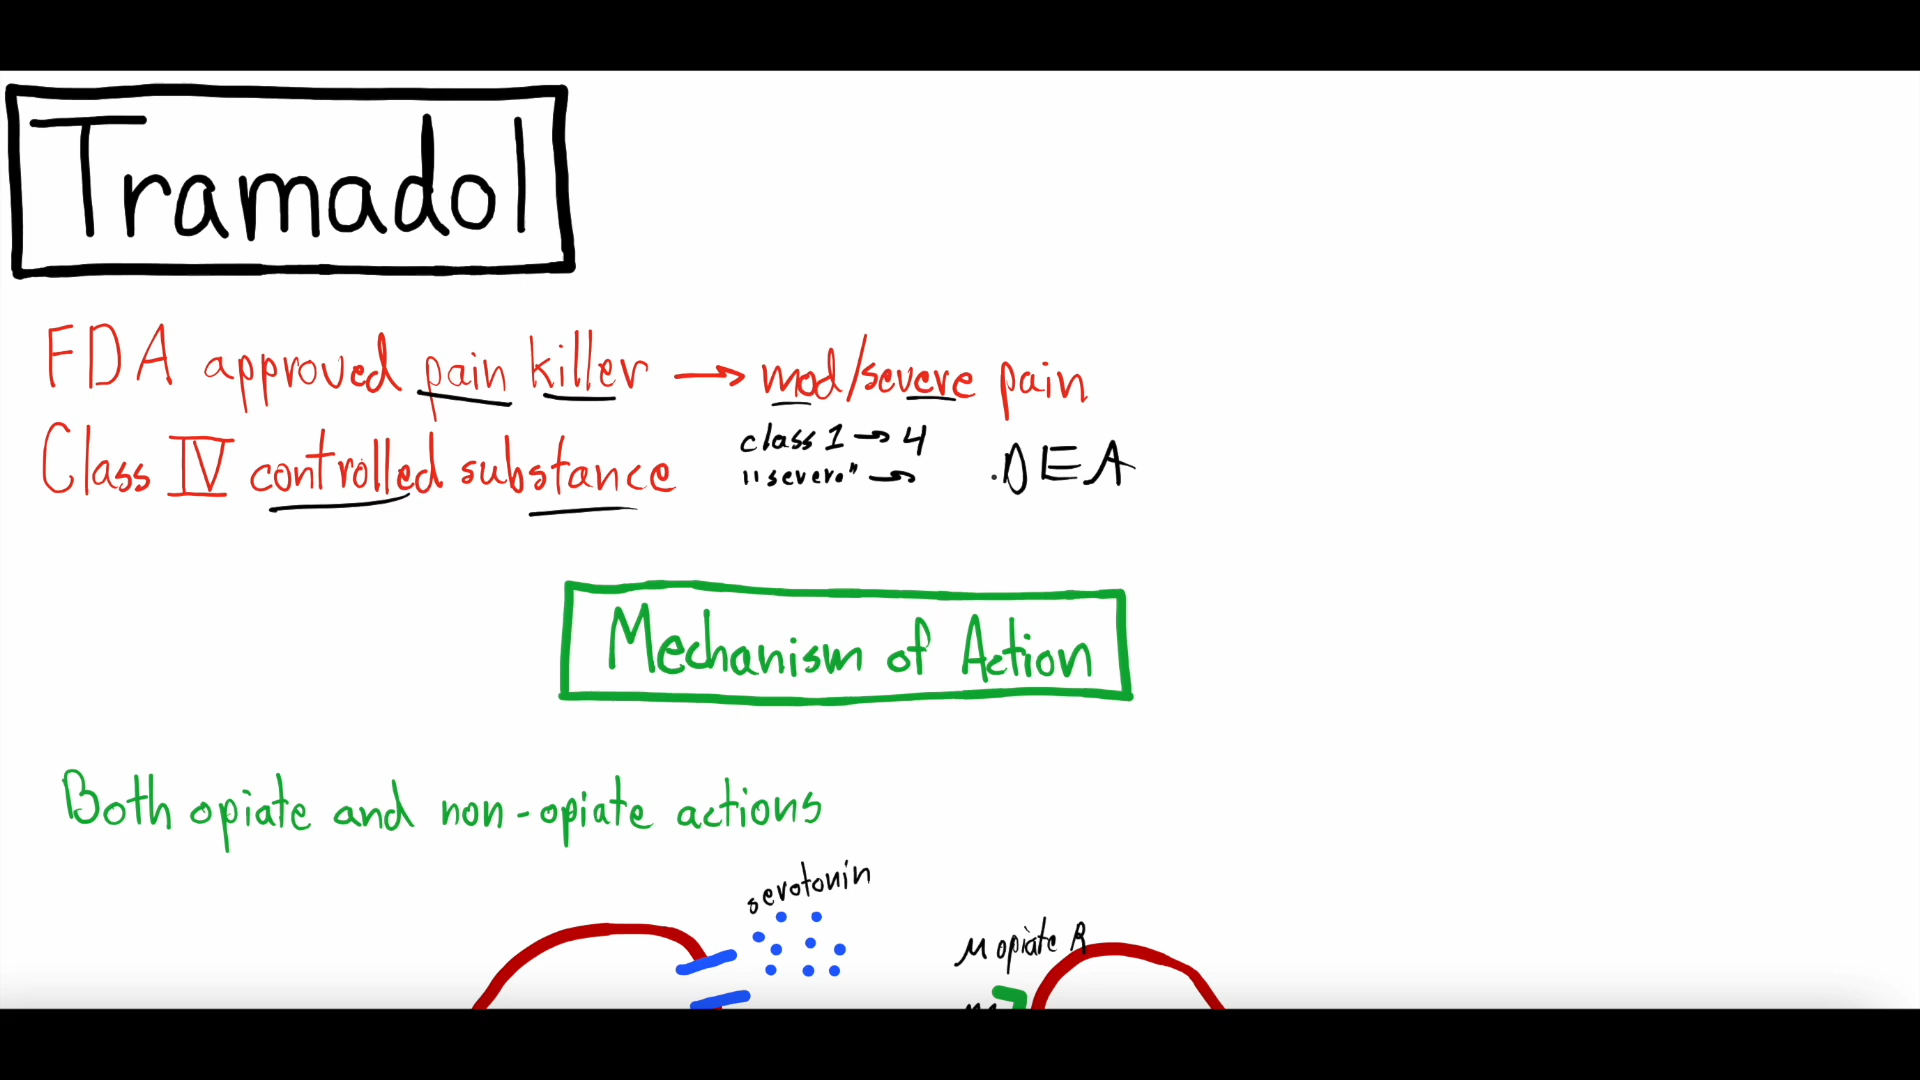 Tramadol
FDA approved pain killer → mod/severe pain
Class IV controlled substance
class 1 → 4
"severe" →
.DEA
Mechanism of Action
Both opiate and non-opiate actions
serotonin
μ opiate R